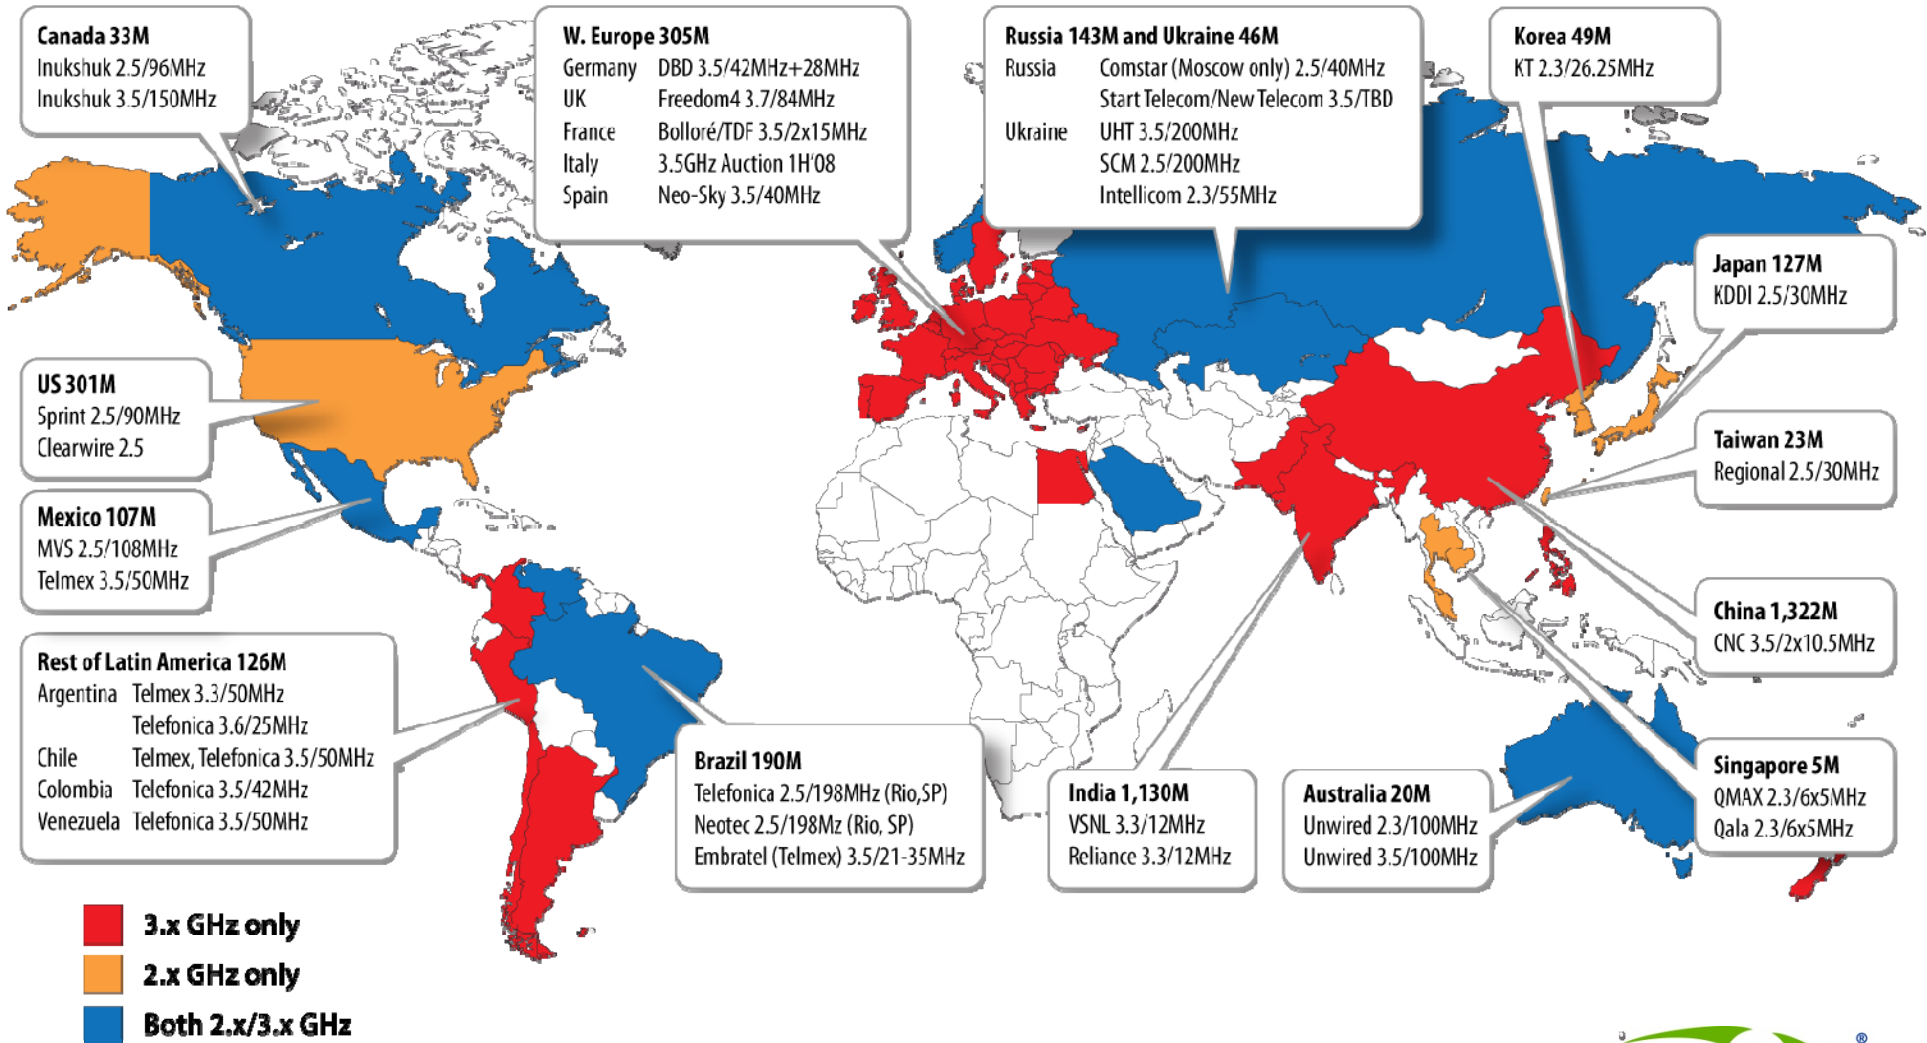 Canada 33M
Inukshuk 2.5/96MHz
Inukshuk 3.5/150MHz
W. Europe 305M
Germany DBD 3.5/42MHz+28MHz
UK Freedom4 3.7/84MHz
France Bolloré/TDF 3.5/2x15MHz
Italy 3.5GHz Auction 1H'08
Spain Neo-Sky 3.5/40MHz
Russia 143M and Ukraine 46M
Russia Comstar (Moscow only) 2.5/40MHz
Start Telecom/New Telecom 3.5/TBD
Ukraine UHT 3.5/200MHz
SCM 2.5/200MHz
Intellicom 2.3/55MHz
Korea 49M
KT 2.3/26.25MHz
Japan 127M
KDDI 2.5/30MHz
US 301M
Sprint 2.5/90MHz
Clearwire 2.5
Taiwan 23M
Regional 2.5/30MHz
Mexico 107M
MVS 2.5/108MHz
Telmex 3.5/50MHz
China 1,322M
CNC 3.5/2x10.5MHz
Rest of Latin America 126M
Argentina Telmex 3.3/50MHz
Telefonica 3.6/25MHz
Chile Telmex, Telefonica 3.5/50MHz
Colombia Telefonica 3.5/42MHz
Venezuela Telefonica 3.5/50MHz
Brazil 190M
Telefonica 2.5/198MHz (Rio,SP)
Neotec 2.5/198Mz (Rio, SP)
Embratel (Telmex) 3.5/21-35MHz
India 1,130M
VSNL 3.3/12MHz
Reliance 3.3/12MHz
Australia 20M
Unwired 2.3/100MHz
Unwired 3.5/100MHz
Singapore 5M
QMAX 2.3/6x5MHz
Qala 2.3/6x5MHz
3.x GHz only
2.x GHz only
Both 2.x/3.x GHz
®